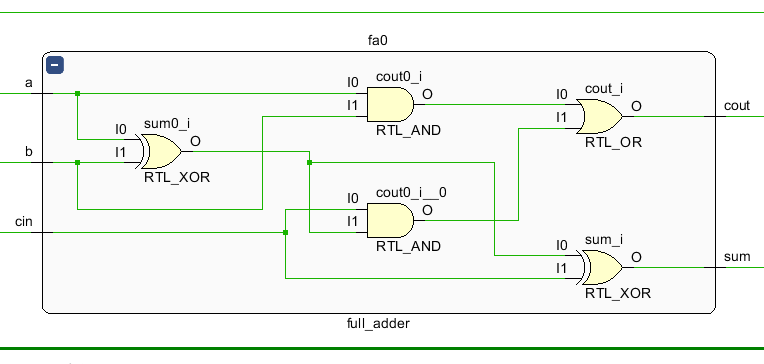 fa0
a
b
cin
I0
I1
sum0_i
O
RTL_XOR
I0
I1
cout0_i
O
RTL_AND
I0
I1
cout0_i__0
O
RTL_AND
I0
I1
cout_i
O
RTL_OR
I0
I1
sum_i
O
RTL_XOR
cout
sum
full_adder